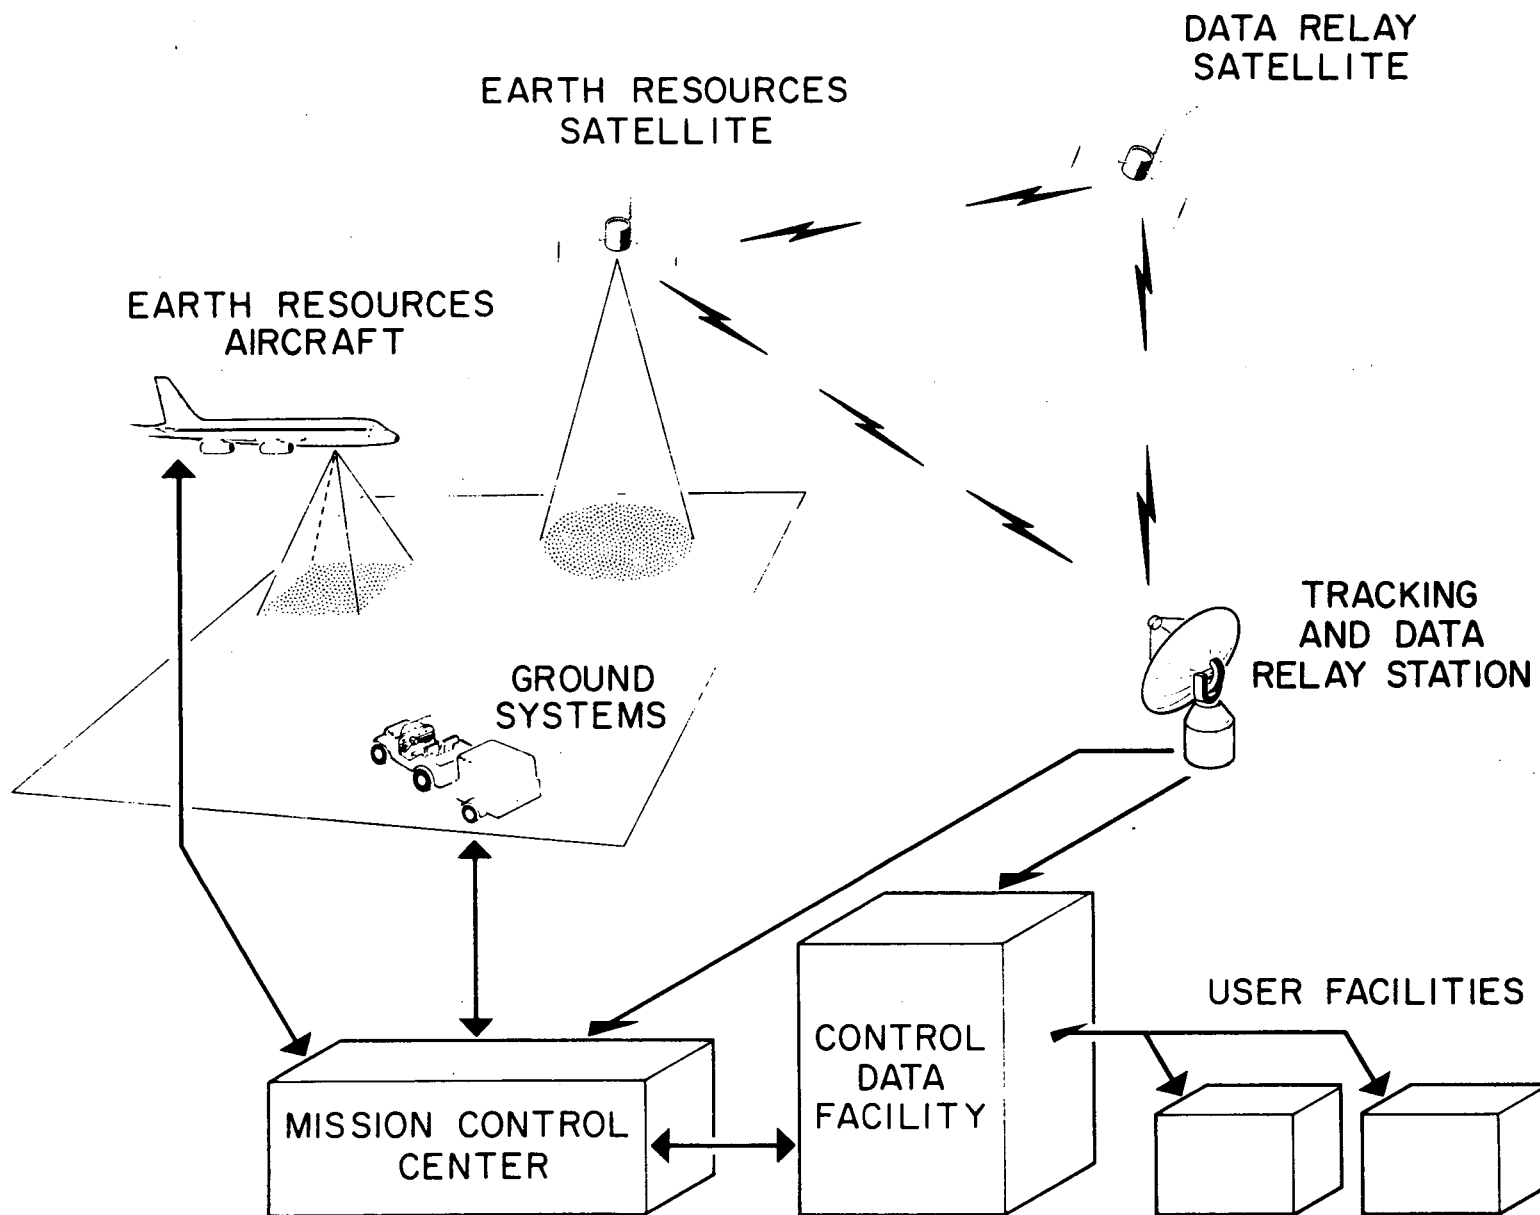 DATA RELAY
SATELLITE
EARTH RESOURCES
SATELLITE
EARTH RESOURCES
AIRCRAFT
TRACKING
AND DATA
RELAY STATION
GROUND
SYSTEMS
USER FACILITIES
CONTROL
DATA
FACILITY
MISSION CONTROL
CENTER